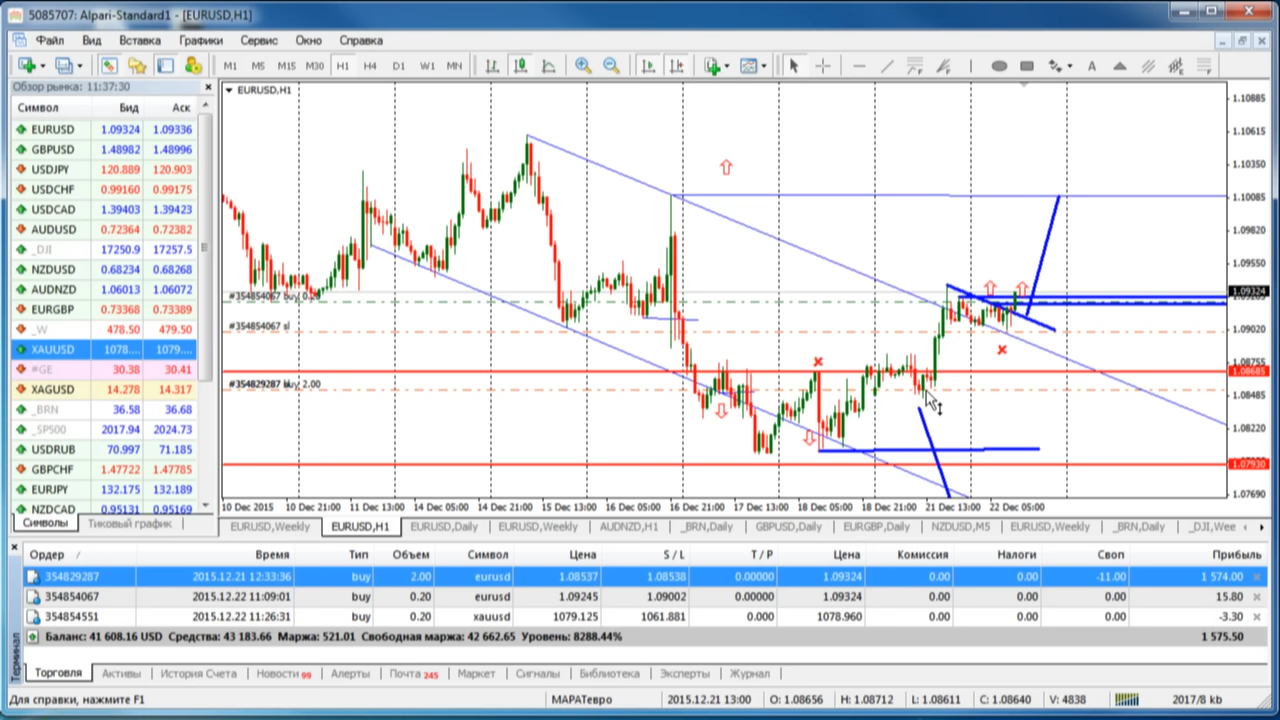 5085707: Alpari-Standard1 - [EURUSD,H1]
Файл Вид Вставка Графики Сервис Окно Справка
M1 M5 M15 M30 H1 H4 D1 W1 MN
Обзор рынка: 11:37:30
Символ Бид Аск
EURUSD 1.09324 1.09336
GBPUSD 1.48982 1.48996
USDJPY 120.889 120.903
USDCHF 0.99160 0.99175
USDCAD 1.39403 1.39423
AUDUSD 0.72364 0.72382
_DJI 17250.9 17257.5
NZDUSD 0.68234 0.68268
AUDNZD 1.06013 1.06072
EURGBP 0.73368 0.73389
_W 478.50 479.50
XAUUSD 1078.... 1079....
#GE 30.38 30.41
XAGUSD 14.278 14.317
_BRN 36.58 36.68
_SP500 2017.94 2024.73
USDRUB 70.997 71.185
GBPCHF 1.47722 1.47785
EURJPY 132.175 132.189
NZDCAD 0.95131 0.95169
Символы Тиковый график
EURUSD,H1
#354854067 buy 0.20
#354854067 sl
#354829287 buy 2.00
1.10885
1.10615
1.10350
1.10085
1.09820
1.09550
1.09324
1.09020
1.08755
1.08685
1.08485
1.08220
1.07930
1.07690
10 Dec 2015 10 Dec 21:00 11 Dec 13:00 14 Dec 05:00 14 Dec 21:00 15 Dec 13:00 16 Dec 05:00 16 Dec 21:00 17 Dec 13:00 18 Dec 05:00 18 Dec 21:00 21 Dec 13:00 22 Dec 05:00
EURUSD,Weekly EURUSD,H1 EURUSD,Daily EURUSD,Weekly AUDNZD,H1 _BRN,Daily GBPUSD,Daily EURGBP,Daily NZDUSD,M5 EURUSD,Weekly _BRN,Daily _DJI,Wee
Ордер / Время Тип Объем Символ Цена S / L T / P Цена Комиссия Налоги Своп Прибыль
354829287 2015.12.21 12:33:36 buy 2.00 eurusd 1.08537 1.08538 0.00000 1.09324 0.00 0.00 -11.00 1 574.00
354854067 2015.12.22 11:09:01 buy 0.20 eurusd 1.09245 1.09002 0.00000 1.09324 0.00 0.00 0.00 15.80
354854551 2015.12.22 11:26:31 buy 0.20 xauusd 1079.125 1061.881 0.000 1078.960 0.00 0.00 0.00 -3.30
Баланс: 41 608.16 USD Средства: 43 183.66 Маржа: 521.01 Свободная маржа: 42 662.65 Уровень: 8288.44% 1 575.50
Терминал
Торговля Активы История Счета Новости 99 Алерты Почта 245 Маркет Сигналы Библиотека Эксперты Журнал
Для справки, нажмите F1 МАРАТевро 2015.12.21 13:00 O: 1.08656 H: 1.08712 L: 1.08611 C: 1.08640 V: 4838 2017/8 kb